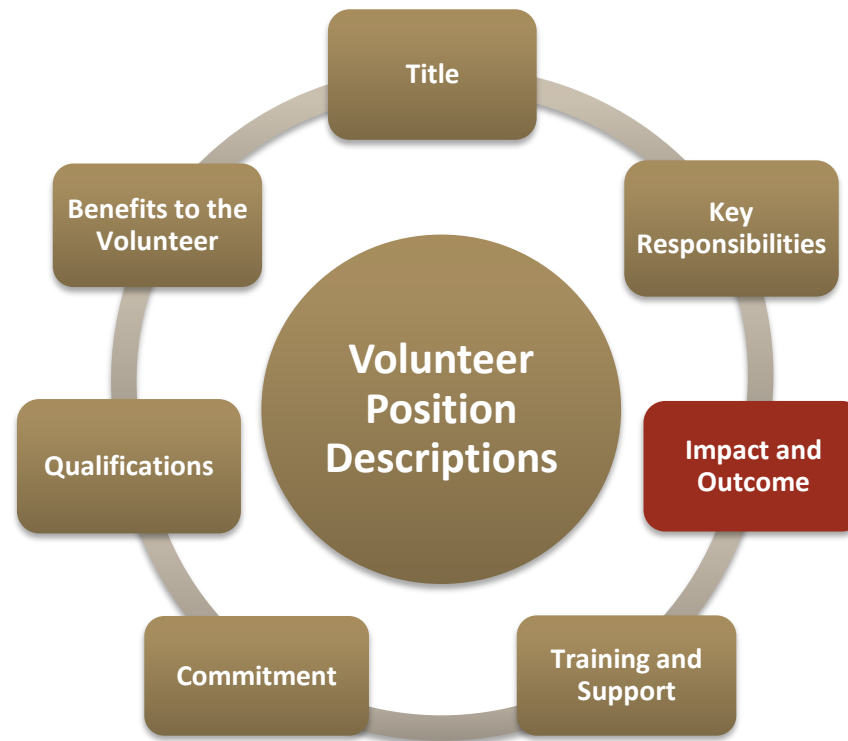 Title
Key
Responsibilities
Impact and
Outcome
Training and
Support
Commitment
Qualifications
Benefits to the
Volunteer
Volunteer
Position
Descriptions